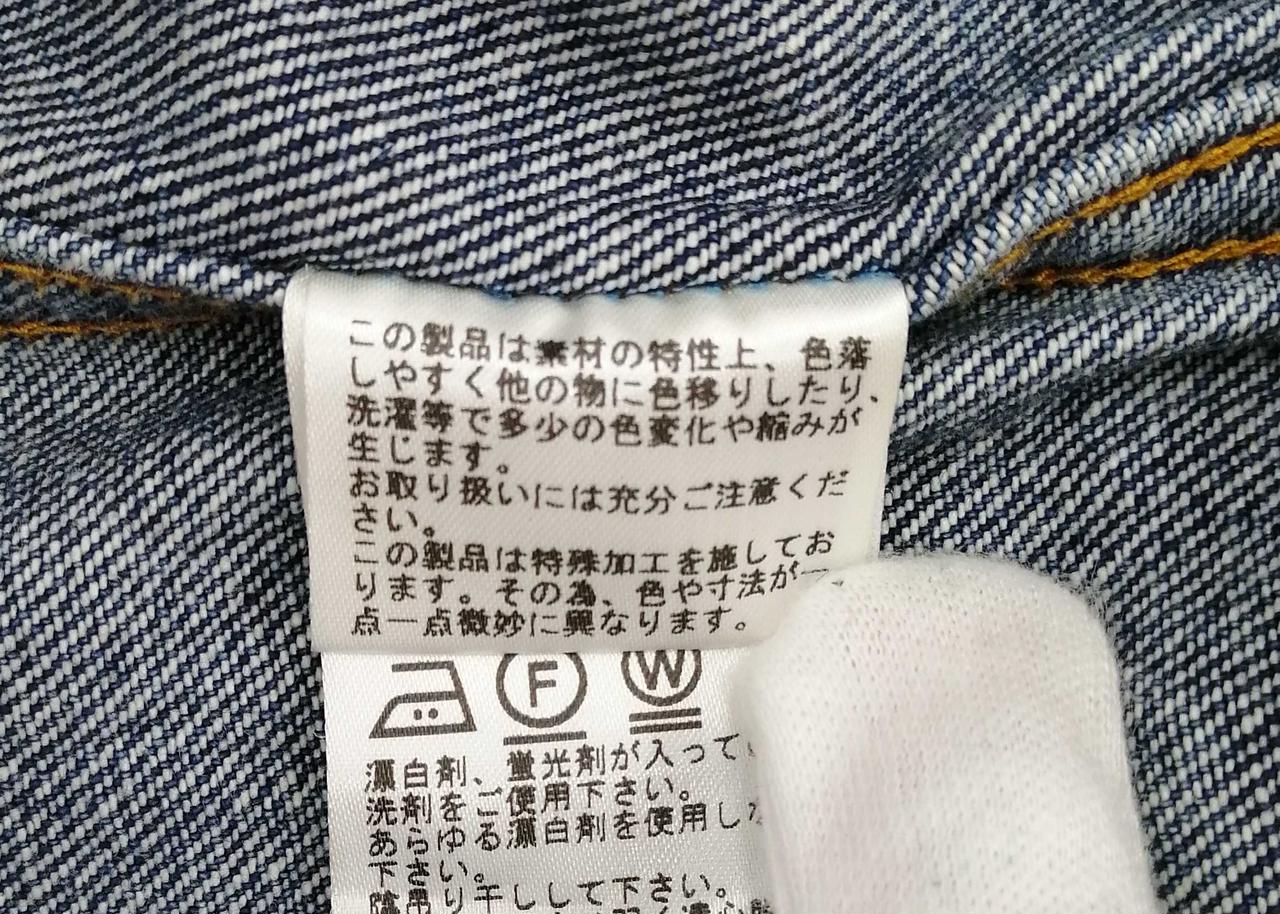 この製品は素材の特性上、色落
しやすく他の物に色移りしたり、
洗濯等で多少の色変化や縮みが
生じます。
お取り扱いには充分ご注意くだ
さい。
この製品は特殊加工を施してお
ります。その為、色や寸法が一
点一点微妙に異なります。
F W
漂白剤、蛍光剤が入って
洗剤をご使用下さい。
あらゆる漂白剤を使用し
下さい。
陰吊り干しして下さい。